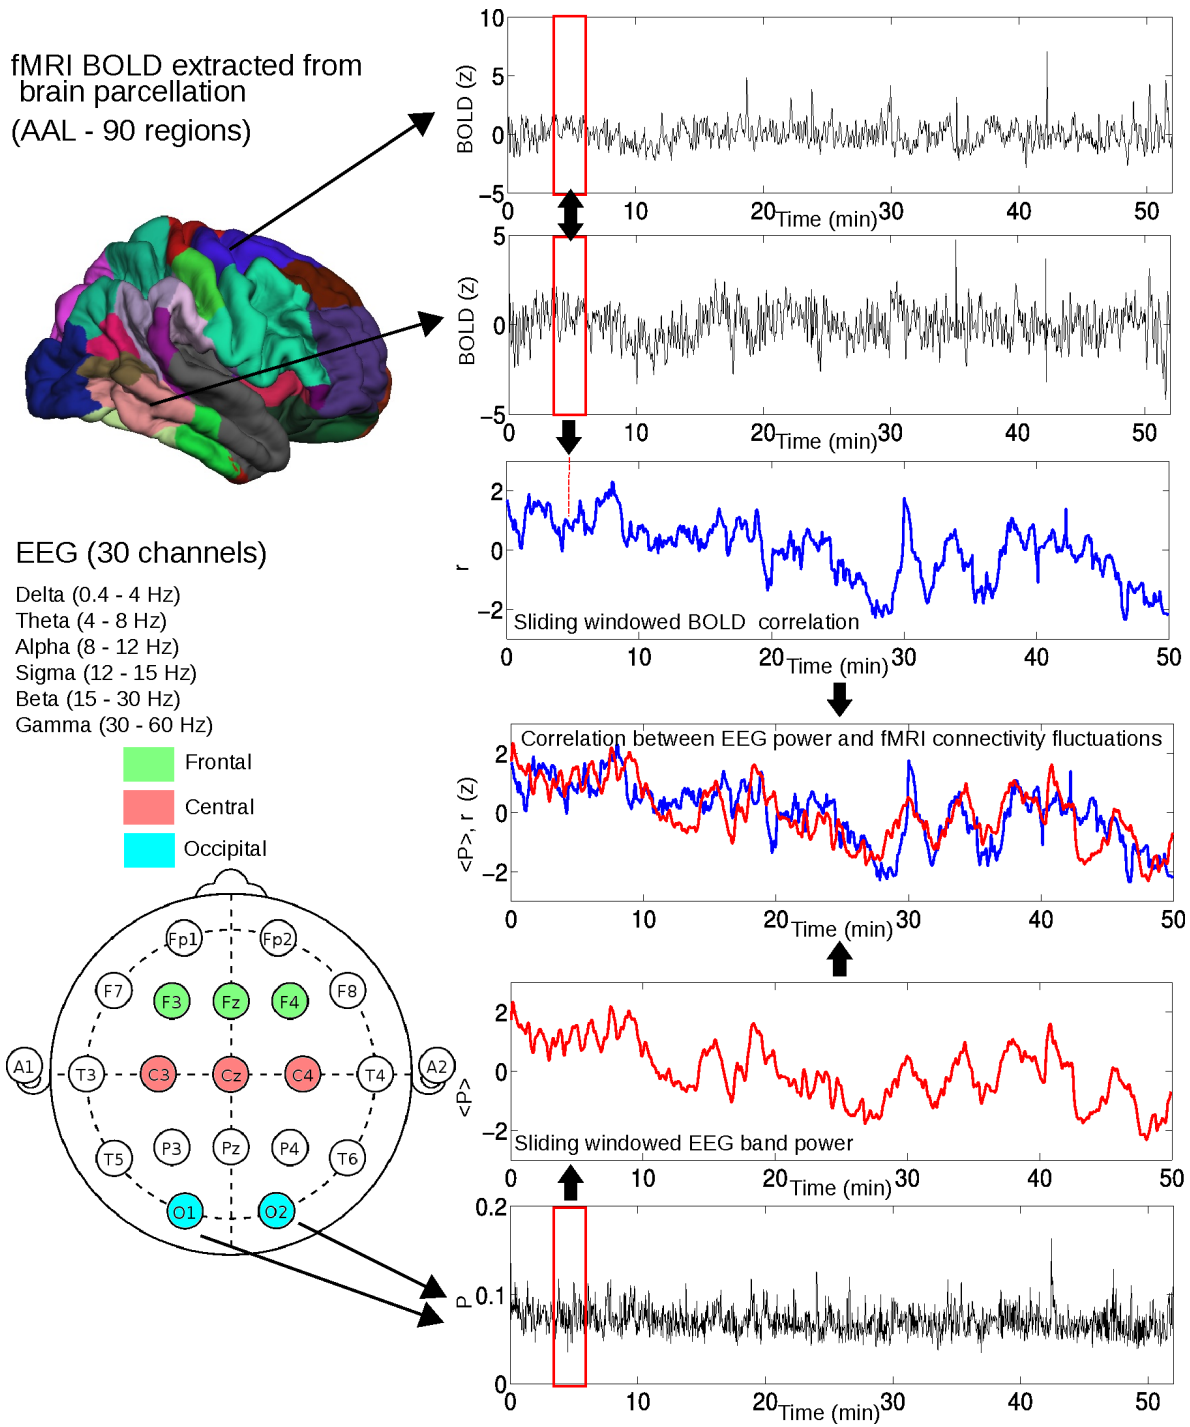 fMRI BOLD extracted from
brain parcellation
(AAL - 90 regions)
10
5
0
−5
BOLD (z)
0 10 20 30 40 50
Time (min)
5
0
−5
BOLD (z)
0 10 20 30 40 50
Time (min)
2
0
−2
r
Sliding windowed BOLD correlation
0 10 20 30 40 50
Time (min)
EEG (30 channels)
Delta (0.4 - 4 Hz)
Theta (4 - 8 Hz)
Alpha (8 - 12 Hz)
Sigma (12 - 15 Hz)
Beta (15 - 30 Hz)
Gamma (30 - 60 Hz)
Frontal
Central
Occipital
Correlation between EEG power and fMRI connectivity fluctuations
2
0
−2
<P>, r (z)
0 10 20 30 40 50
Time (min)
Fp1 Fp2
F7 F3 Fz F4 F8
A1 T3 C3 Cz C4 T4 A2
T5 P3 Pz P4 T6
O1 O2
2
0
−2
<P>
Sliding windowed EEG band power
0 10 20 30 40 50
Time (min)
0.2
0.1
0
P
0 10 20 30 40 50
Time (min)